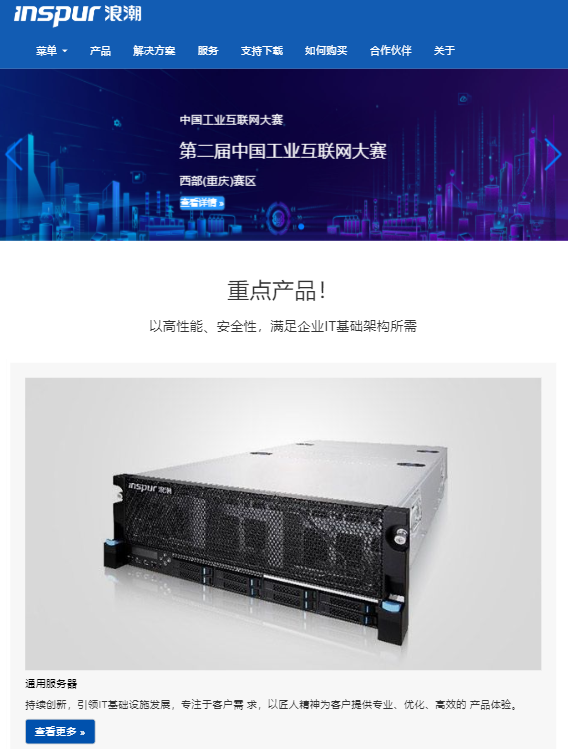 inspur 浪潮
菜单 产品 解决方案 服务 支持下载 如何购买 合作伙伴 关于
中国工业互联网大赛
第二届中国工业互联网大赛
西部(重庆)赛区
查看详情 »
重点产品！
以高性能、安全性，满足企业IT基础架构所需
inspur 浪潮
通用服务器
持续创新，引领IT基础设施发展，专注于客户需 求，以匠人精神为客户提供专业、优化、高效的 产品体验。
查看更多 »